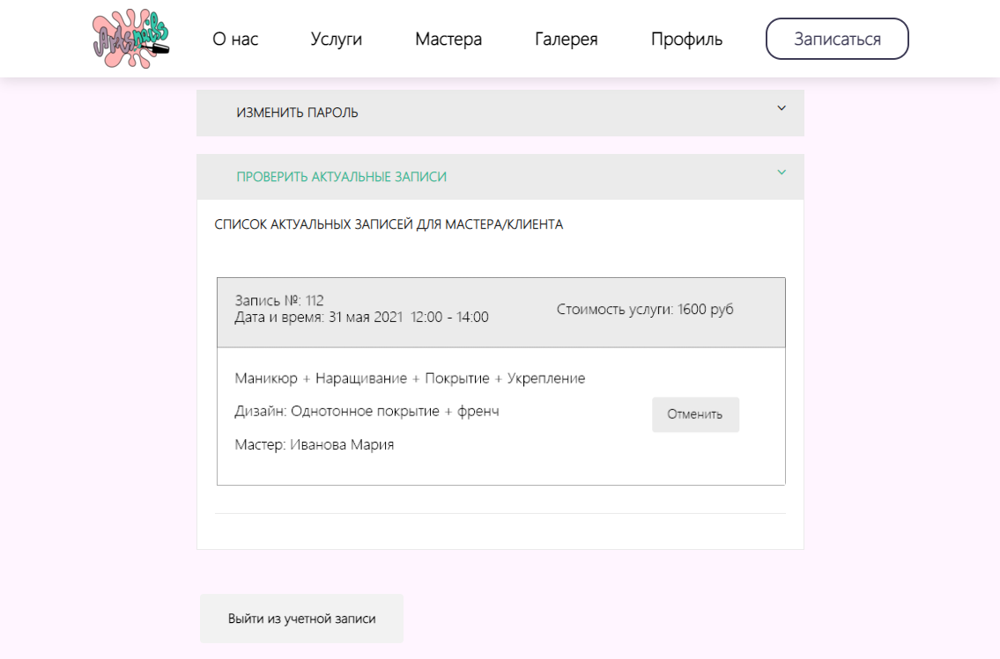 Artsnails
О нас
Услуги
Мастера
Галерея
Профиль
Записаться
ИЗМЕНИТЬ ПАРОЛЬ
ПРОВЕРИТЬ АКТУАЛЬНЫЕ ЗАПИСИ
СПИСОК АКТУАЛЬНЫХ ЗАПИСЕЙ ДЛЯ МАСТЕРА/КЛИЕНТА
Запись №: 112
Дата и время: 31 мая 2021 12:00 - 14:00
Стоимость услуги: 1600 руб
Маникюр + Наращивание + Покрытие + Укрепление
Дизайн: Однотонное покрытие + френч
Отменить
Мастер: Иванова Мария
Выйти из учетной записи